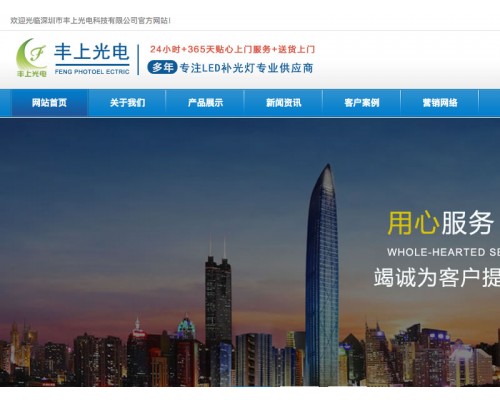 欢迎光临深圳市丰上光电科技有限公司官方网站!
丰上光电
丰上光电
FENG PHOTOEL ECTRIC
24小时+365天贴心上门服务+送货上门
多年 专注LED补光灯专业供应商
网站首页 关于我们 产品展示 新闻资讯 客户案例 营销网络
用心服务
WHOLE-HEARTED SE
竭诚为客户提